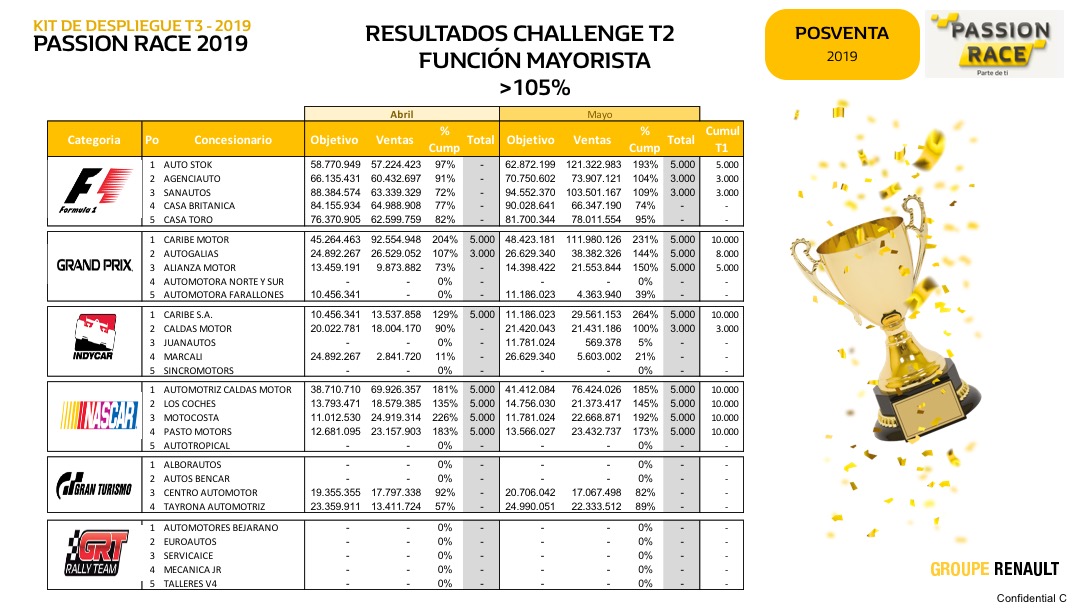 KIT DE DESPLIEGUE T3 - 2019
PASSION RACE 2019
RESULTADOS CHALLENGE T2
FUNCIÓN MAYORISTA
>105%
POSVENTA
2019
PASSION
RACE
Parte de ti
Abril Mayo
Categoria Po Concesionario Objetivo Ventas % Cump Total Objetivo Ventas % Cump Total Cumul T1
F1
Formula 1
1 AUTO STOK 58.770.949 57.224.423 97% - 62.872.199 121.322.983 193% 5.000 5.000
2 AGENCIAUTO 66.135.431 60.432.697 91% - 70.750.602 73.907.121 104% 3.000 3.000
3 SANAUTOS 88.384.574 63.339.329 72% - 94.552.370 103.501.167 109% 3.000 3.000
4 CASA BRITANICA 84.155.934 64.988.908 77% - 90.028.641 66.347.190 74% - -
5 CASA TORO 76.370.905 62.599.759 82% - 81.700.344 78.011.554 95% - -
GRAND PRIX
1 CARIBE MOTOR 45.264.463 92.554.948 204% 5.000 48.423.181 111.980.126 231% 5.000 10.000
2 AUTOGALIAS 24.892.267 26.529.052 107% 3.000 26.629.340 38.382.326 144% 5.000 8.000
3 ALIANZA MOTOR 13.459.191 9.873.882 73% - 14.398.422 21.553.844 150% 5.000 5.000
4 AUTOMOTORA NORTE Y SUR - - 0% - - - 0% - -
5 AUTOMOTORA FARALLONES 10.456.341 - 0% - 11.186.023 4.363.940 39% - -
INDYCAR
1 CARIBE S.A. 10.456.341 13.537.858 129% 5.000 11.186.023 29.561.153 264% 5.000 10.000
2 CALDAS MOTOR 20.022.781 18.004.170 90% - 21.420.043 21.431.186 100% 3.000 3.000
3 JUANAUTOS - - 0% - 11.781.024 569.378 5% - -
4 MARCALI 24.892.267 2.841.720 11% - 26.629.340 5.603.002 21% - -
5 SINCROMOTORS - - 0% - - - 0% - -
NASCAR
1 AUTOMOTRIZ CALDAS MOTOR 38.710.710 69.926.357 181% 5.000 41.412.084 76.424.026 185% 5.000 10.000
2 LOS COCHES 13.793.471 18.579.385 135% 5.000 14.756.030 21.373.417 145% 5.000 10.000
3 MOTOCOSTA 11.012.530 24.919.314 226% 5.000 11.781.024 22.668.871 192% 5.000 10.000
4 PASTO MOTORS 12.681.095 23.157.903 183% 5.000 13.566.027 23.432.737 173% 5.000 10.000
5 AUTOTROPICAL - - 0% - - - 0% - -
GRAN TURISMO
1 ALBORAUTOS - - 0% - - - 0% - -
2 AUTOS BENCAR - - 0% - - - 0% - -
3 CENTRO AUTOMOTOR 19.355.355 17.797.338 92% - 20.706.042 17.067.498 82% - -
4 TAYRONA AUTOMOTRIZ 23.359.911 13.411.724 57% - 24.990.051 22.333.512 89% - -
GRT
RALLY TEAM
1 AUTOMOTORES BEJARANO - - 0% - - - 0% - -
2 EUROAUTOS - - 0% - - - 0% - -
3 SERVICAICE - - 0% - - - 0% - -
4 MECANICA JR - - 0% - - - 0% - -
5 TALLERES V4 - - 0% - - - 0% - -
GROUPE RENAULT
Confidential C